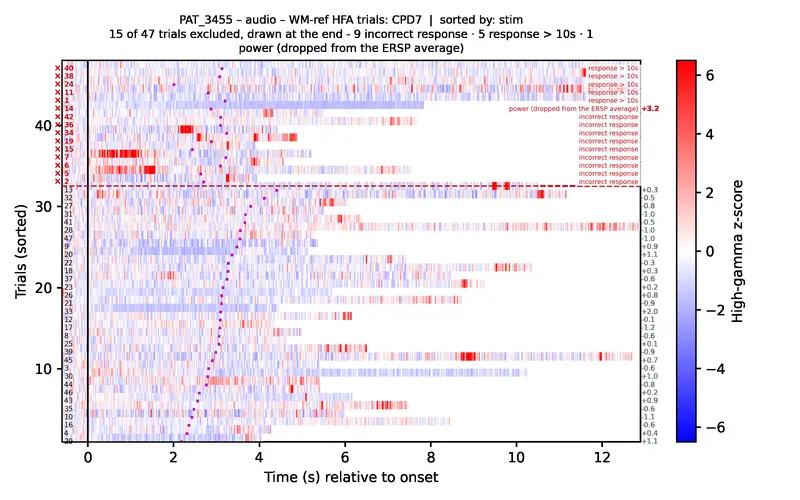 PAT_3455 – audio – WM-ref HFA trials: CPD7 | sorted by: stim
15 of 47 trials excluded, drawn at the end - 9 incorrect response · 5 response > 10s · 1
power (dropped from the ERSP average)
× 40 response > 10s
× 38 response > 10s
× 24 response > 10s
× 11 response > 10s
× 1 response > 10s
× 14 power (dropped from the ERSP average) +3.2
× 42 incorrect response
× 36 incorrect response
× 34 incorrect response
× 19 incorrect response
× 15 incorrect response
× 7 incorrect response
× 6 incorrect response
× 5 incorrect response
× 2 incorrect response
13 +0.3
32 -0.5
27 -0.8
31 -1.0
41 -0.5
28 -1.0
47 -1.0
9 +0.9
20 +1.1
22 -0.3
18 +0.3
37 -0.6
23 +0.2
26 +0.8
21 -0.9
33 +2.0
12 -0.1
17 -1.2
8 -0.6
25 +0.1
39 +0.9
45 +0.7
3 -0.6
30 +1.0
44 -0.8
46 +0.2
43 +0.9
35 -0.6
10 -1.1
16 -0.6
4 +0.4
29 +1.1
40
30
20
10
Trials (sorted)
0 2 4 6 8 10 12
Time (s) relative to onset
6
4
2
0
−2
−4
−6
High-gamma z-score